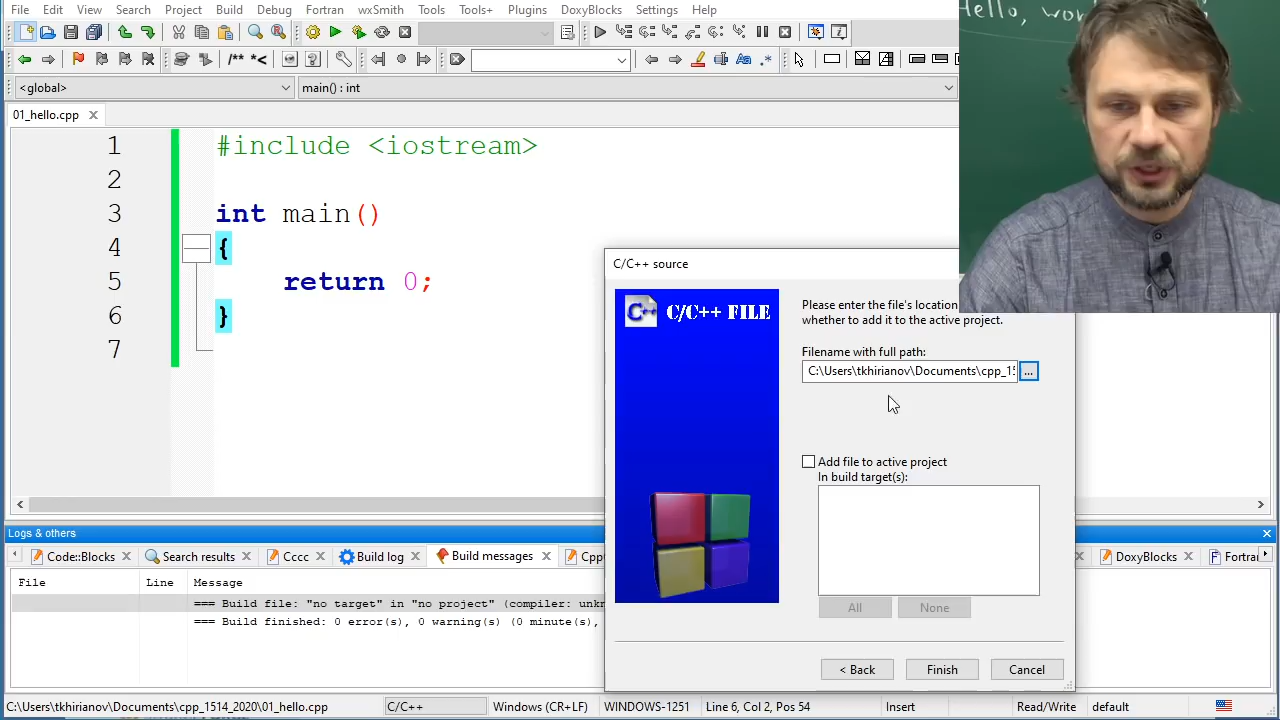 File Edit View Search Project Build Debug Fortran wxSmith Tools Tools+ Plugins DoxyBlocks Settings Help
Hello,
/** *<
Aa .*
<global> main() : int
01_hello.cpp
1 #include <iostream>
2
3 int main()
4 {
5 return 0;
6 }
7
C/C++ source
C++ C/C++ FILE
Please enter the file's location
whether to add it to the active project.
Filename with full path:
C:\Users\tkhirianov\Documents\cpp_15 ...
Add file to active project
In build target(s):
All None
< Back Finish Cancel
Logs & others
Code::Blocks Search results Cccc Build log Build messages DoxyBlocks
File Line Message
=== Build file: "no target" in "no project" (compiler:
=== Build finished: 0 error(s), 0 warning(s) (0 minute(s),
C:\Users\tkhirianov\Documents\cpp_1514_2020\01_hello.cpp C/C++ Windows (CR+LF) WINDOWS-1251 Line 6, Col 2, Pos 54 Insert Read/Write default